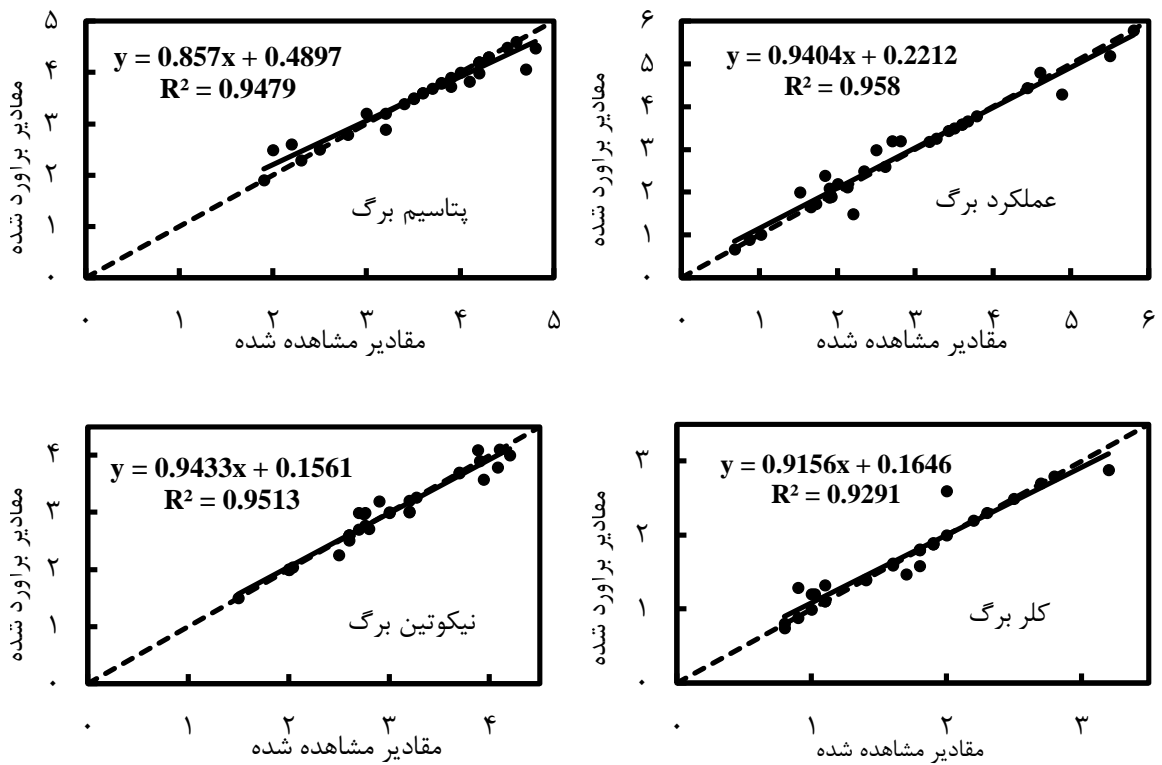 ۵
۴
۳
۲
۱
۰
مقادیر براورد شده
y = 0.857x + 0.4897
R² = 0.9479
پتاسیم برگ
۰ ۱ ۲ ۳ ۴ ۵
مقادیر مشاهده شده
۶
۵
۴
۳
۲
۱
۰
مقادیر براورد شده
y = 0.9404x + 0.2212
R² = 0.958
عملکرد برگ
۰ ۱ ۲ ۳ ۴ ۵ ۶
مقادیر مشاهده شده
۴
۳
۲
۱
۰
مقادیر براورد شده
y = 0.9433x + 0.1561
R² = 0.9513
نیکوتین برگ
۰ ۱ ۲ ۳ ۴
مقادیر مشاهده شده
۳
۲
۱
۰
مقادیر براورد شده
y = 0.9156x + 0.1646
R² = 0.9291
کلر برگ
۰ ۱ ۲ ۳
مقادیر مشاهده شده